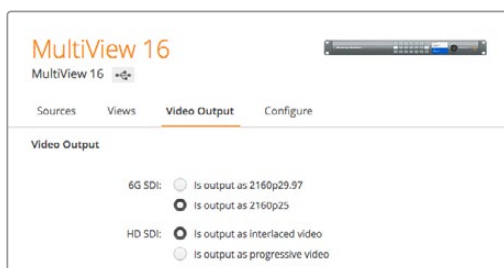 MultiView 16
MultiView 16
Sources Views Video Output Configure
Video Output
6G SDI: Is output as 2160p29.97
Is output as 2160p25
HD SDI: Is output as interlaced video
Is output as progressive video